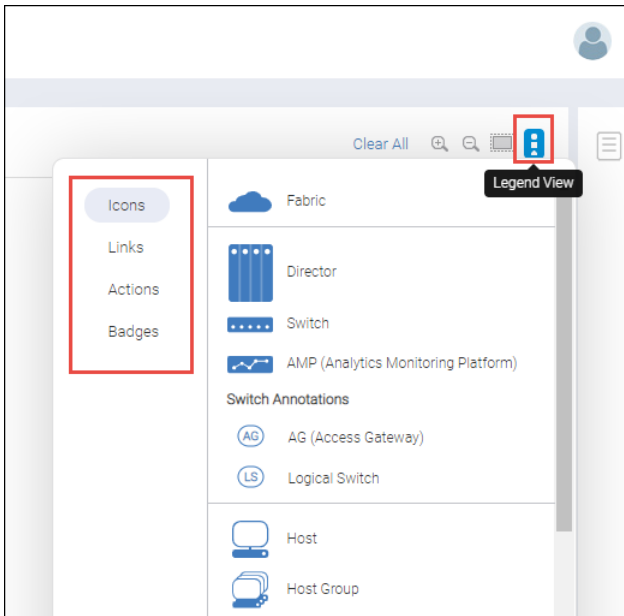 Clear All
Legend View
Icons
Links
Actions
Badges
Fabric
Director
Switch
AMP (Analytics Monitoring Platform)
Switch Annotations
AG AG (Access Gateway)
LS Logical Switch
Host
Host Group